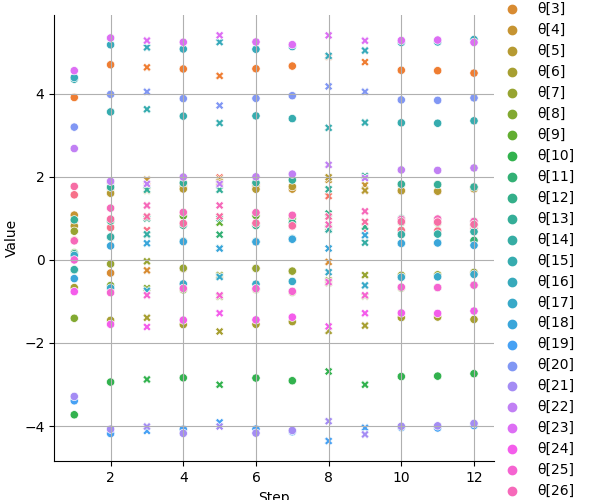 Value
4
2
0
−2
−4
2
4
6
8
10
12
Step
θ[3]
θ[4]
θ[5]
θ[6]
θ[7]
θ[8]
θ[9]
θ[10]
θ[11]
θ[12]
θ[13]
θ[14]
θ[15]
θ[16]
θ[17]
θ[18]
θ[19]
θ[20]
θ[21]
θ[22]
θ[23]
θ[24]
θ[25]
θ[26]